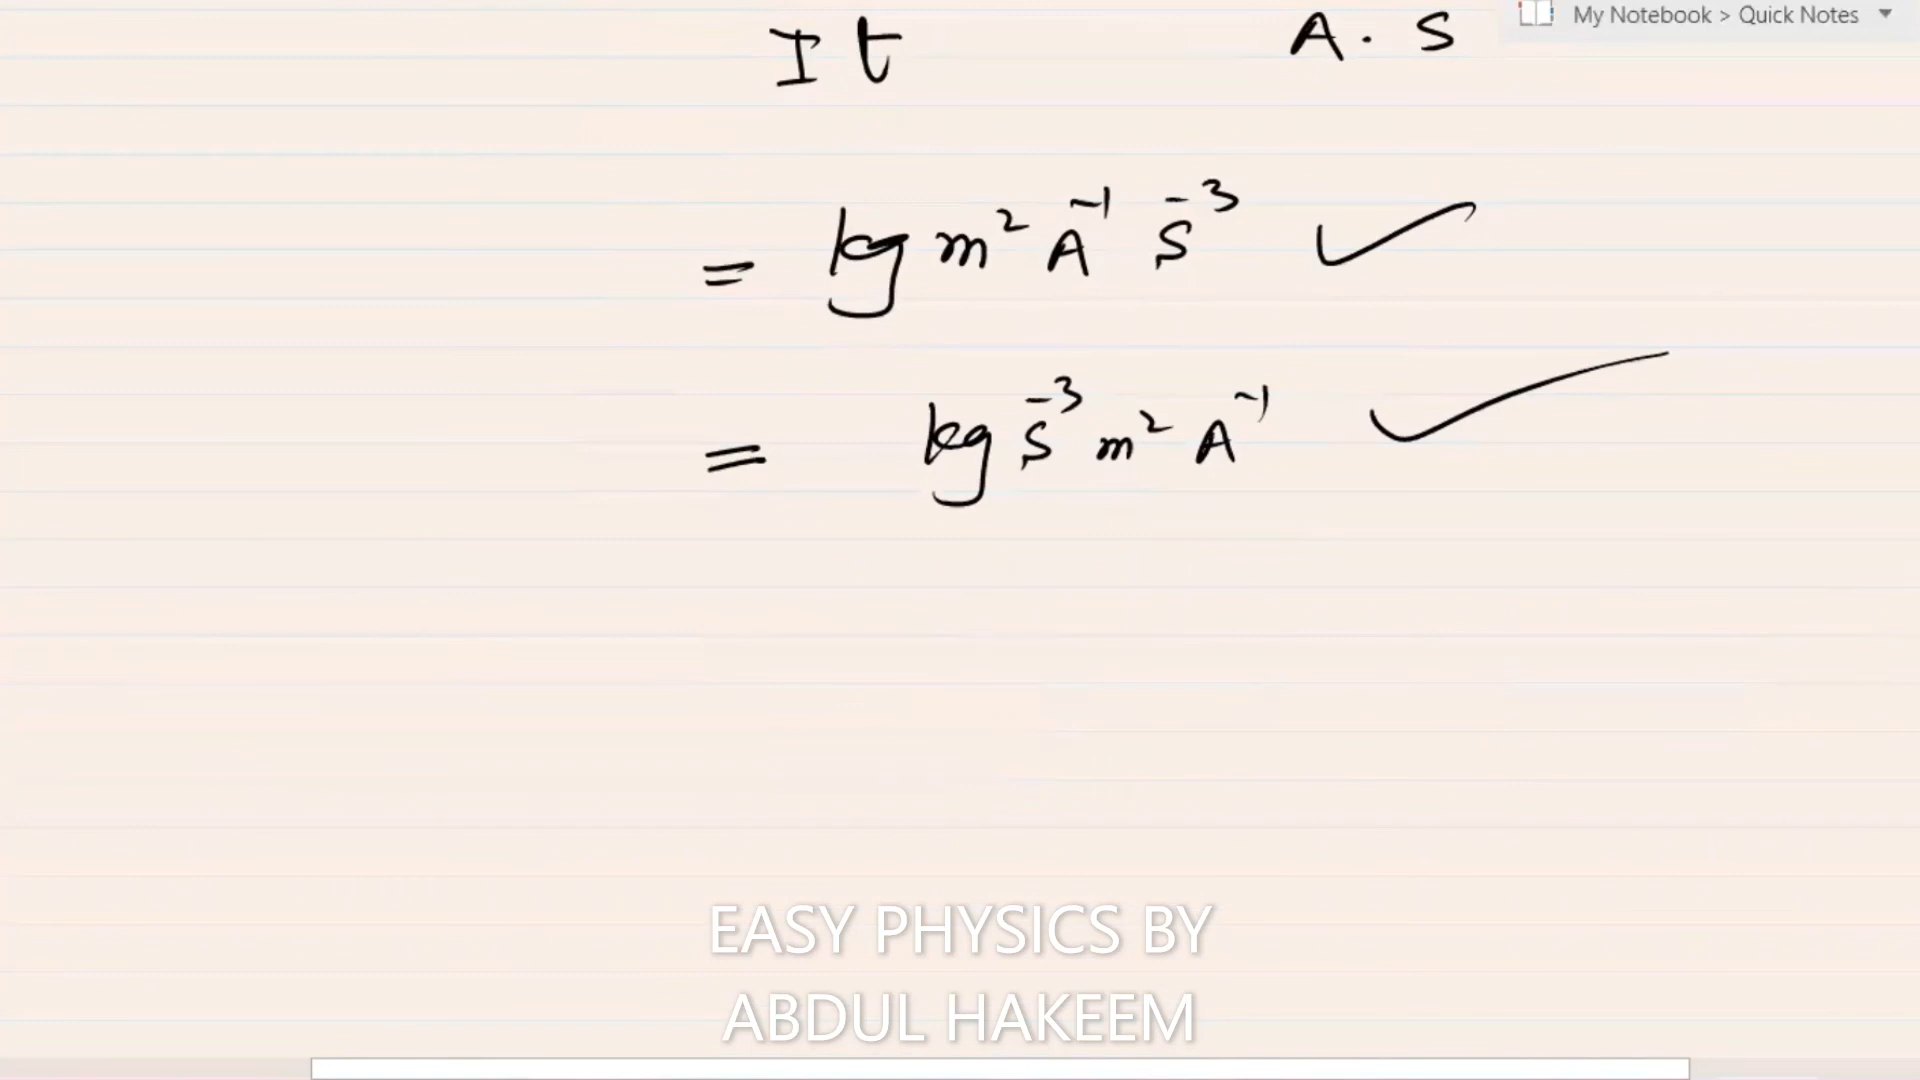 My Notebook > Quick Notes
I t A . S
= kg m² A⁻¹ S⁻³
= kg S⁻³ m² A⁻¹
EASY PHYSICS BY
ABDUL HAKEEM